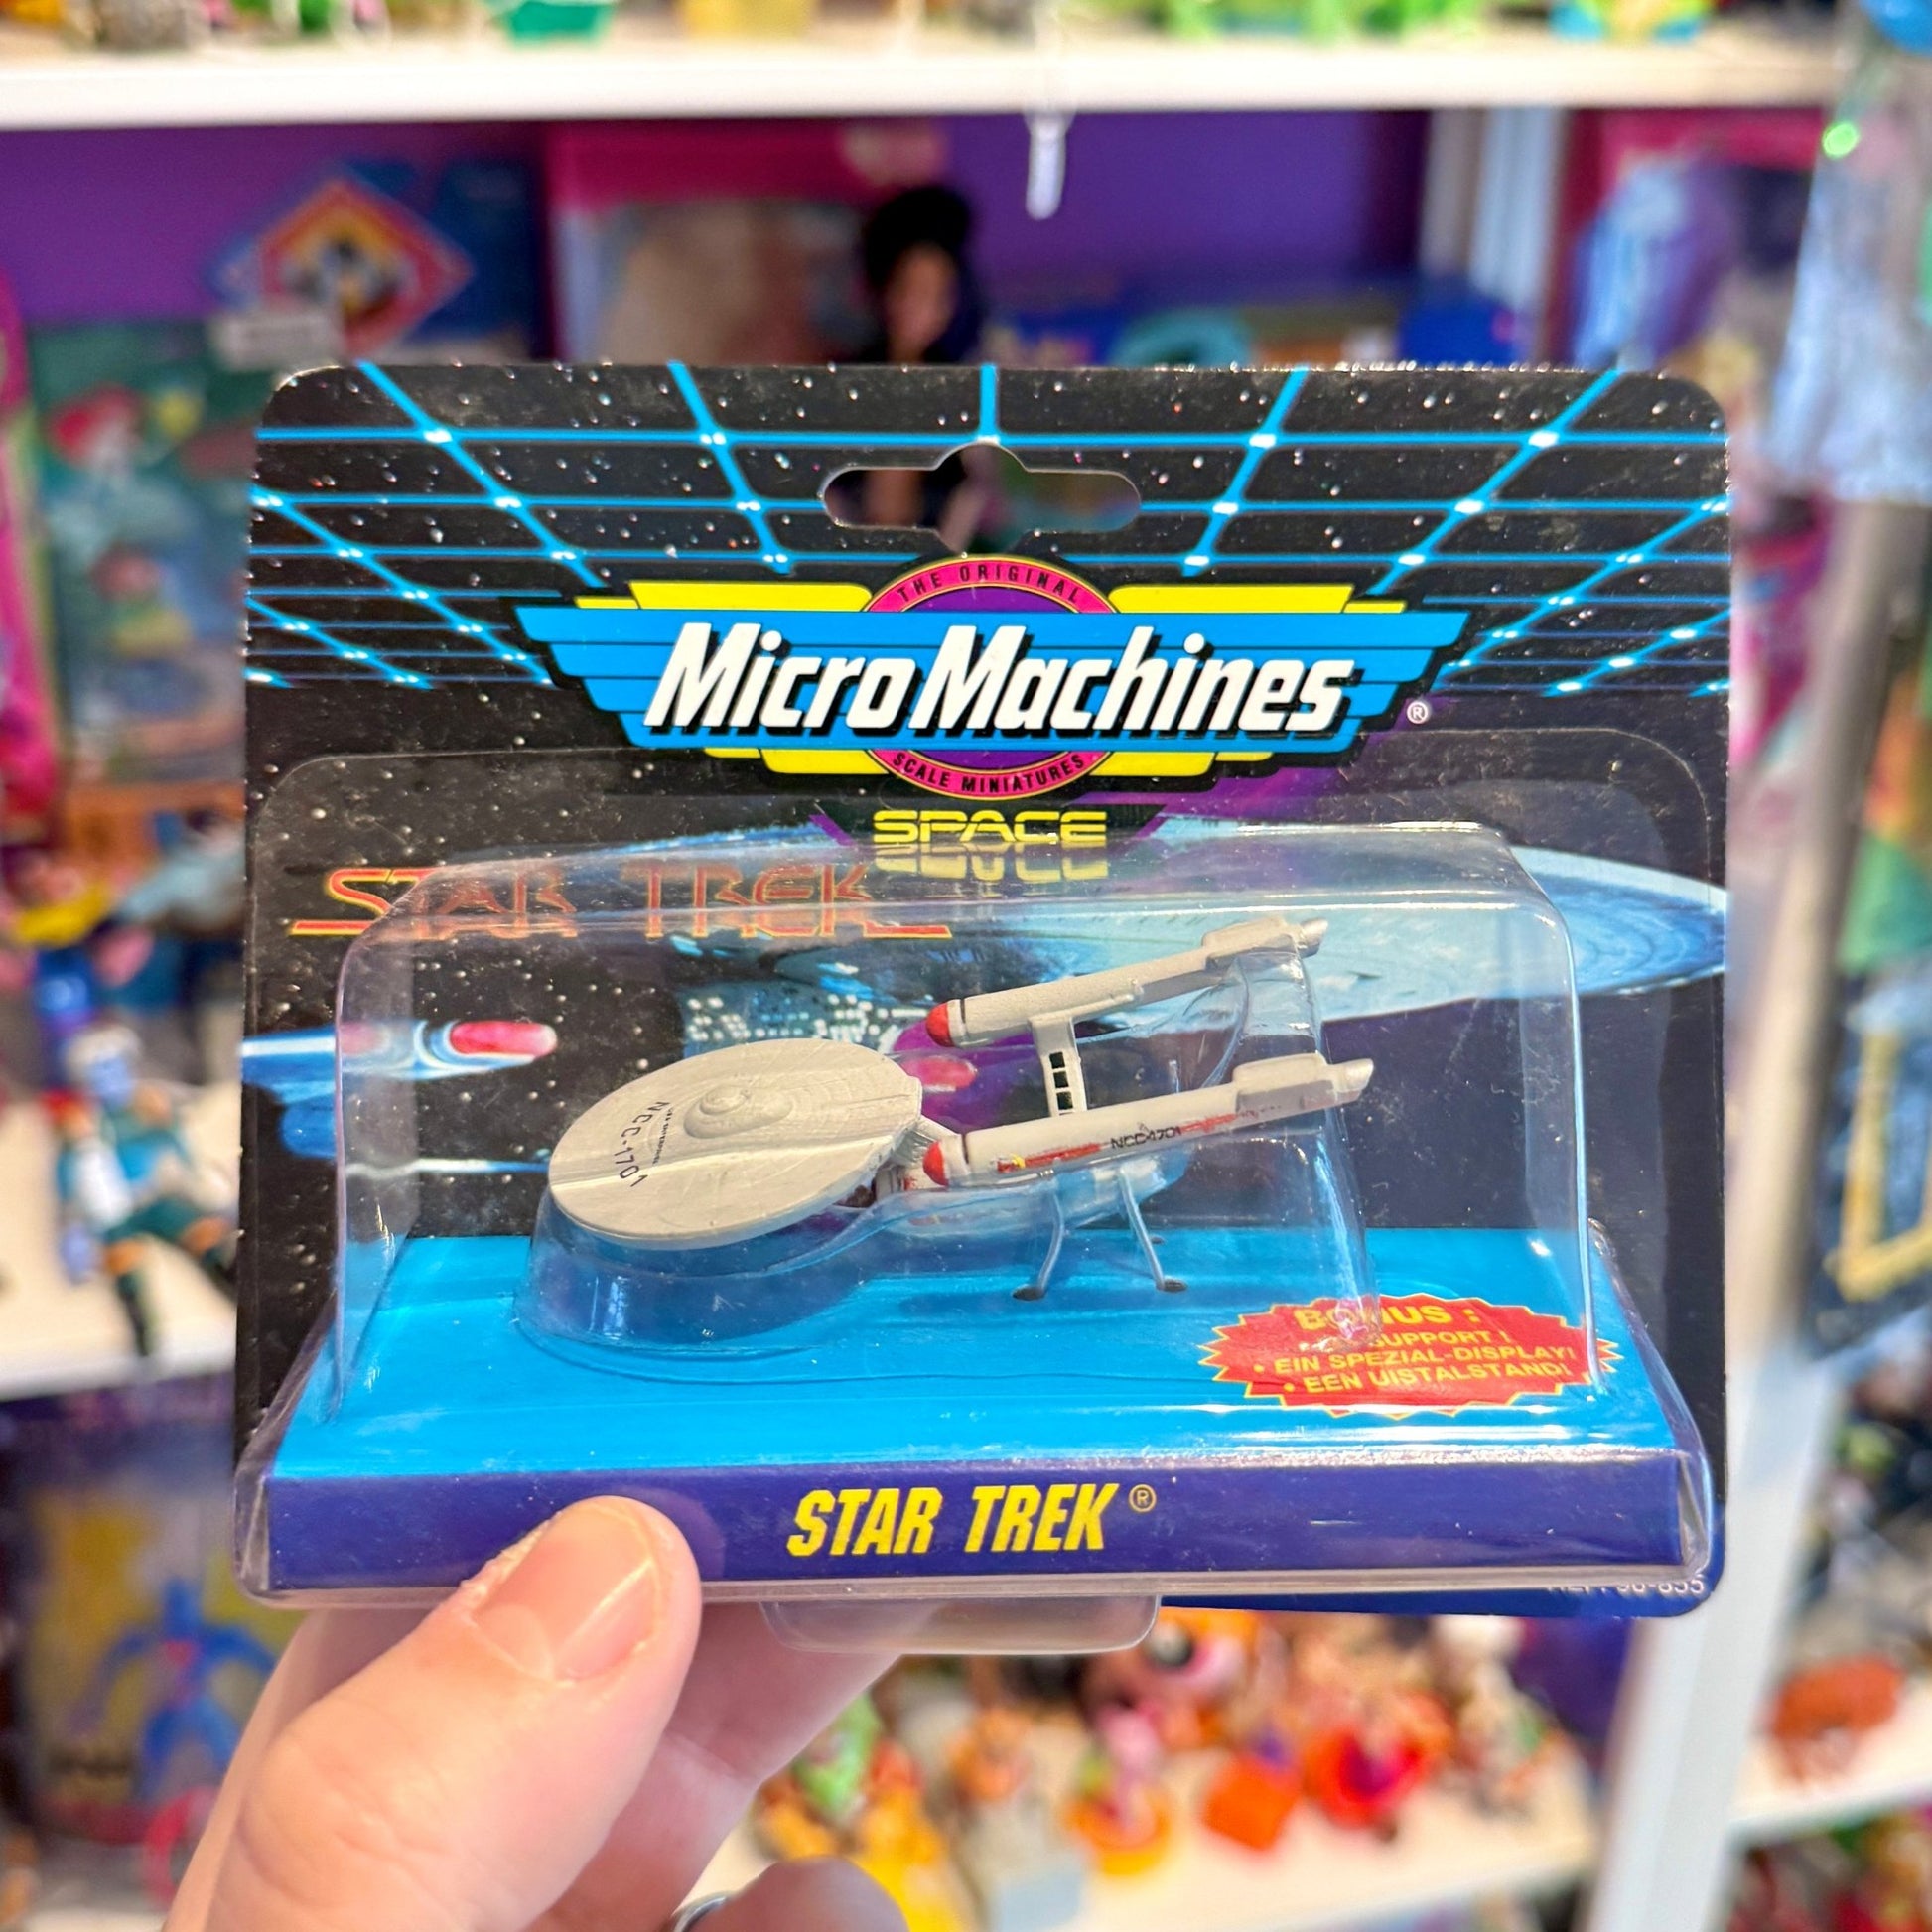 THE ORIGINAL
Micro Machines ®
SCALE MINIATURES
SPACE
STAR TREK
NCC-1701
NCC-1701
BONUS :
SUPPORT !
• EIN SPEZIAL-DISPLAY!
• EEN UISTALSTAND!
STAR TREK ®